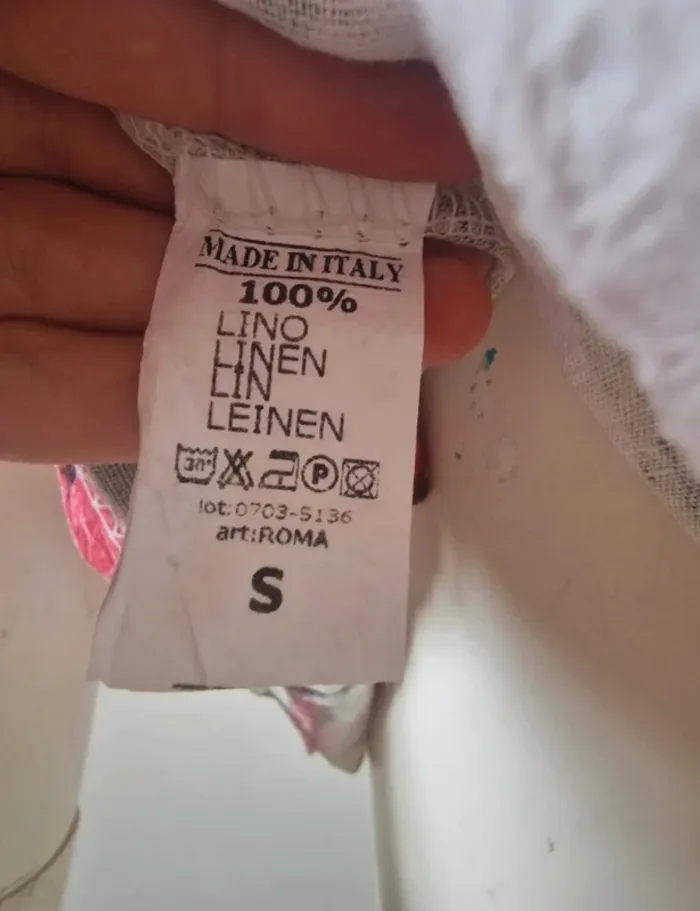 MADE IN ITALY
100%
LINO
LINEN
LIN
LEINEN
30° P
lot:0703-5136
art:ROMA
S